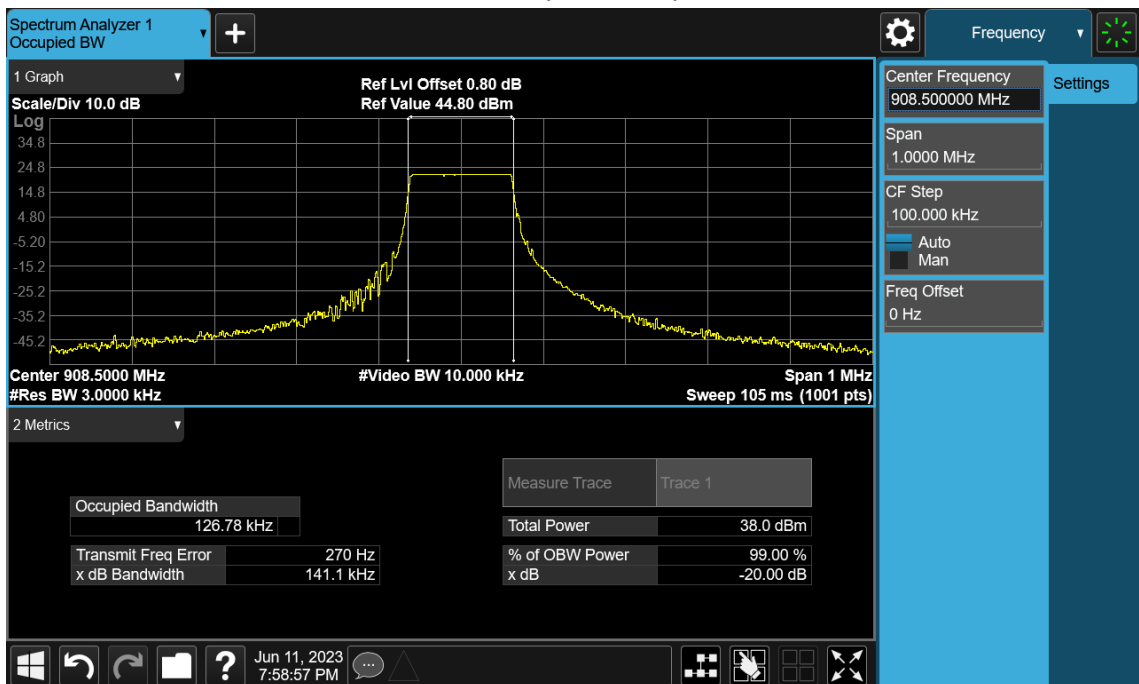 Spectrum Analyzer 1
Occupied BW
+
Frequency
1 Graph
Ref Lvl Offset 0.80 dB
Scale/Div 10.0 dB
Ref Value 44.80 dBm
Log
34.8
24.8
14.8
4.80
-5.20
-15.2
-25.2
-35.2
-45.2
Center 908.5000 MHz
#Video BW 10.000 kHz
Span 1 MHz
#Res BW 3.0000 kHz
Sweep 105 ms (1001 pts)
Center Frequency
908.500000 MHz
Settings
Span
1.0000 MHz
CF Step
100.000 kHz
Auto
Man
Freq Offset
0 Hz
2 Metrics
Measure Trace
Trace 1
Occupied Bandwidth
126.78 kHz
Total Power
38.0 dBm
Transmit Freq Error
270 Hz
% of OBW Power
99.00 %
x dB Bandwidth
141.1 kHz
x dB
-20.00 dB
?
Jun 11, 2023
7:58:57 PM